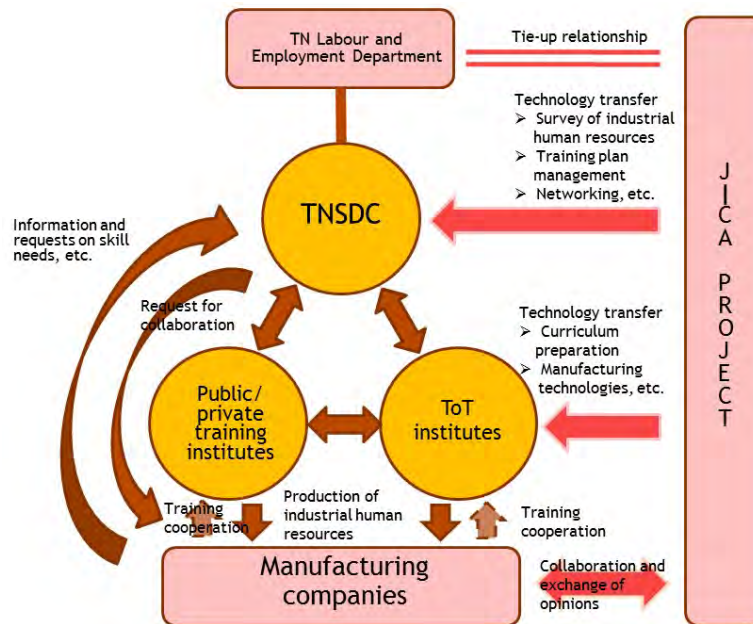 TN Labour and
Employment Department
Tie-up relationship
Technology transfer
➢ Survey of industrial
human resources
➢ Training plan
management
➢ Networking, etc.
TNSDC
Information and
requests on skill
needs, etc.
Request for
collaboration
Technology transfer
➢ Curriculum
preparation
➢ Manufacturing
technologies, etc.
Public/
private
training
institutes
ToT
institutes
Training
cooperation
Production of
industrial human
resources
Training
cooperation
Manufacturing
companies
Collaboration and
exchange of
opinions
JICA PROJECT